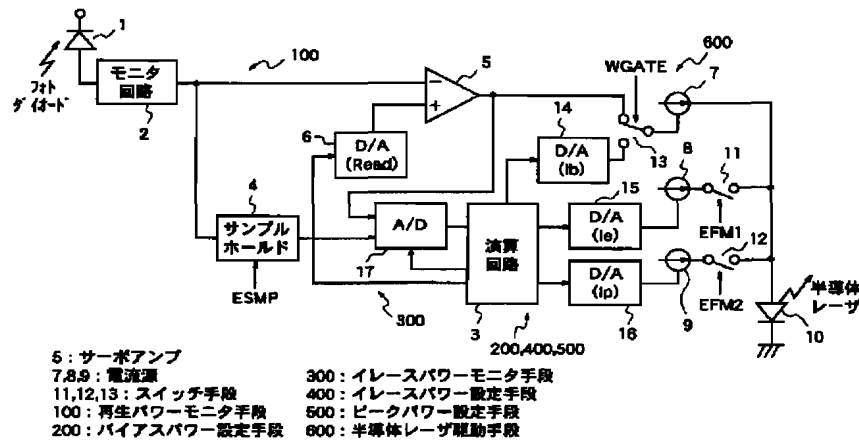 1
フォト
ダイオード
モニタ
回路
2
100
5
−
+
6
D/A
(Read)
WGATE
600
7
14
D/A
(Ib)
13
8
11
4
サンプル
ホールド
ESMP
A/D
17
300
演算
回路
3
200,400,500
15
D/A
(Ie)
EFM1
12
D/A
(Ip)
16
9
EFM2
半導体
レーザ
10
5：サーボアンプ
7,8,9：電流源
11,12,13：スイッチ手段
100：再生パワーモニタ手段
200：バイアスパワー設定手段
300：イレースパワーモニタ手段
400：イレースパワー設定手段
500：ピークパワー設定手段
600：半導体レーザ駆動手段